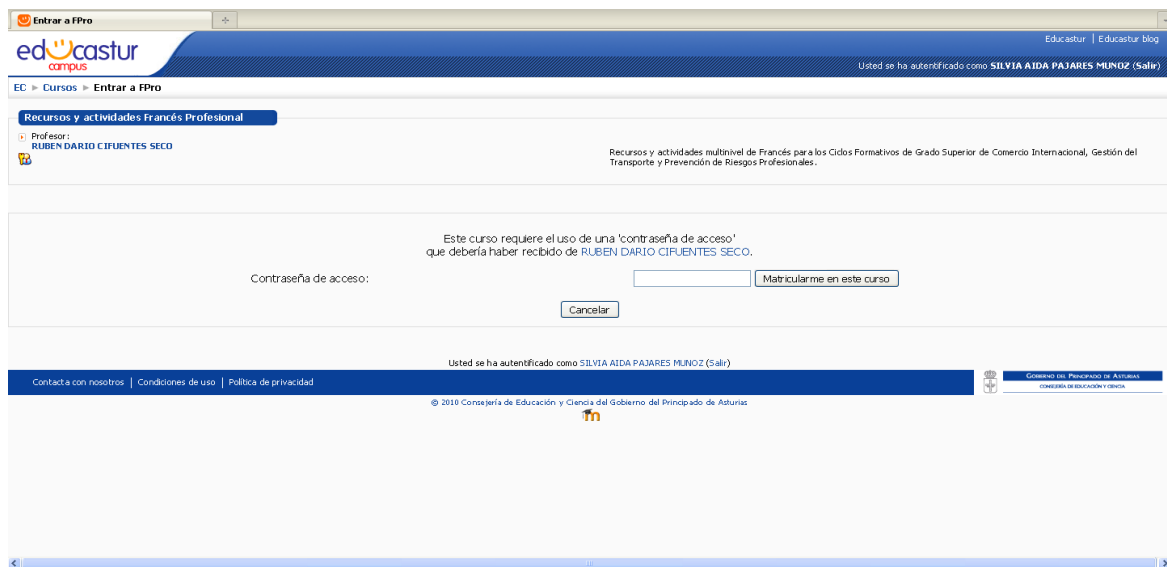 Entrar a FPro
educastur
campus
Educastur | Educastur blog
Usted se ha autentificado como SILVIA AIDA PAJARES MUNOZ (Salir)
EC ► Cursos ► Entrar a FPro
Recursos y actividades Francés Profesional
Profesor:
RUBEN DARIO CIFUENTES SECO
Recursos y actividades multinivel de Francés para los Ciclos Formativos de Grado Superior de Comercio Internacional, Gestión del
Transporte y Prevención de Riesgos Profesionales.
Este curso requiere el uso de una 'contraseña de acceso'
que debería haber recibido de RUBEN DARIO CIFUENTES SECO.
Contraseña de acceso:
Matricularme en este curso
Cancelar
Usted se ha autentificado como SILVIA AIDA PAJARES MUNOZ (Salir)
Contacta con nosotros | Condiciones de uso | Política de privacidad
GOBIERNO DEL PRINCIPADO DE ASTURIAS
CONSEJERÍA DE EDUCACIÓN Y CIENCIA
© 2010 Consejería de Educación y Ciencia del Gobierno del Principado de Asturias